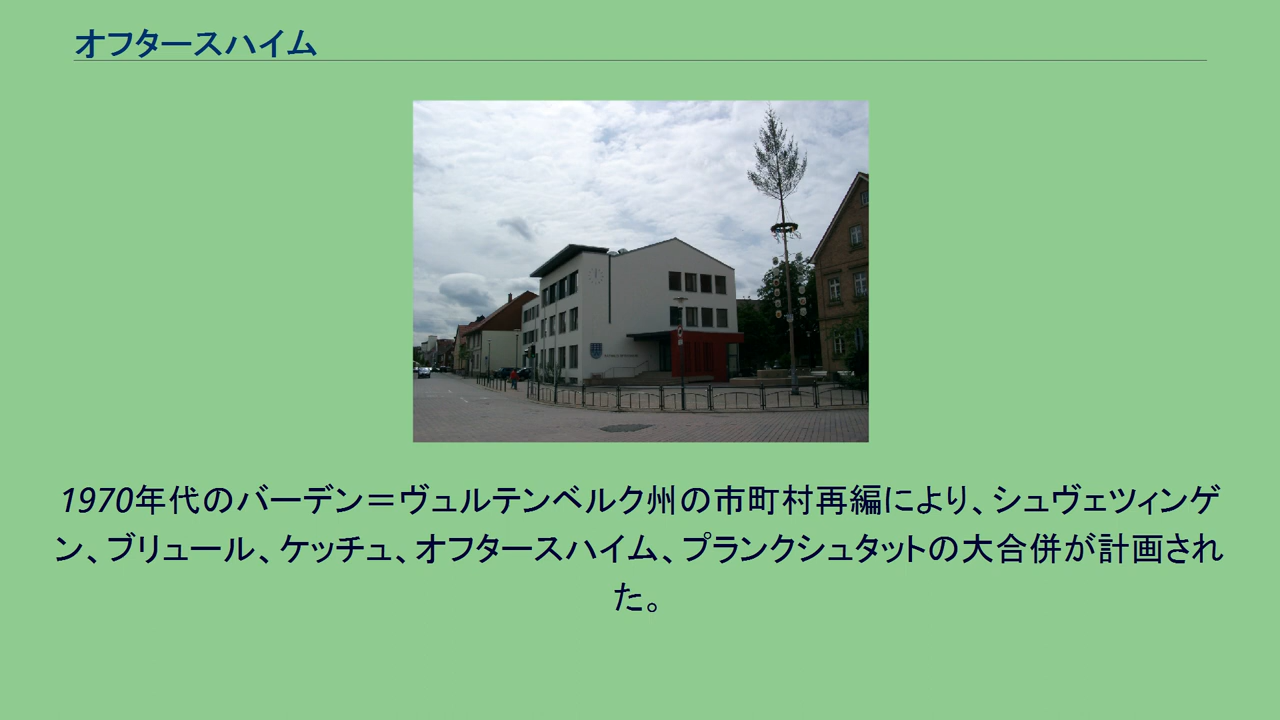 オフタースハイム
1970年代のバーデン＝ヴュルテンベルク州の市町村再編により、シュヴェツィンゲ
ン、ブリュール、ケッチュ、オフタースハイム、プランクシュタットの大合併が計画され
た。